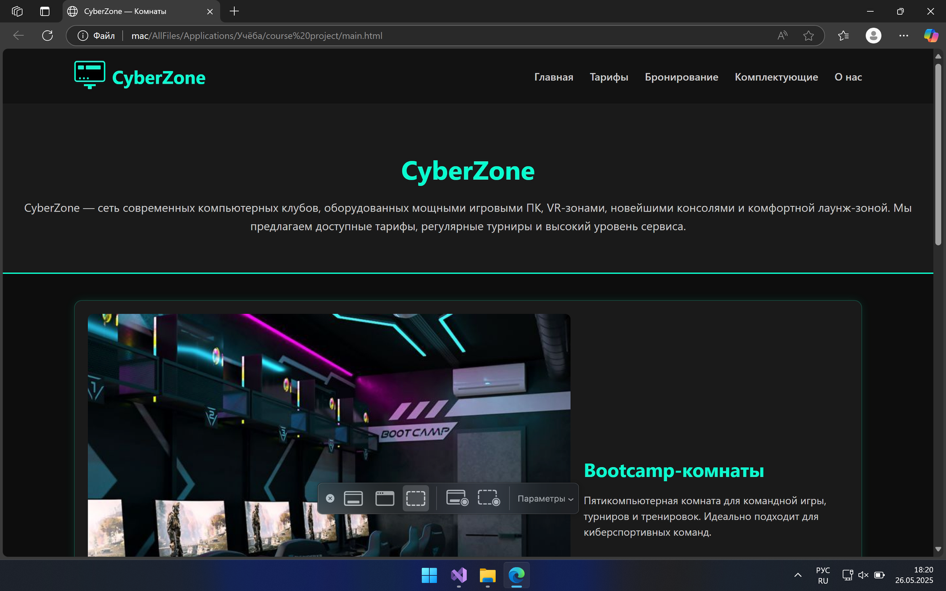 CyberZone — Комнаты
Файл
mac/AllFiles/Applications/Учёба/course%20project/main.html
CyberZone
Главная
Тарифы
Бронирование
Комплектующие
О нас
CyberZone
CyberZone — сеть современных компьютерных клубов, оборудованных мощными игровыми ПК, VR-зонами, новейшими консолями и комфортной лаунж-зоной. Мы
предлагаем доступные тарифы, регулярные турниры и высокий уровень сервиса.
1
2
3
BOOTCAMP
Bootcamp-комнаты
Пятикомпьютерная комната для командной игры,
турниров и тренировок. Идеально подходит для
киберспортивных команд.
Параметры
РУС
RU
18:20
26.05.2025